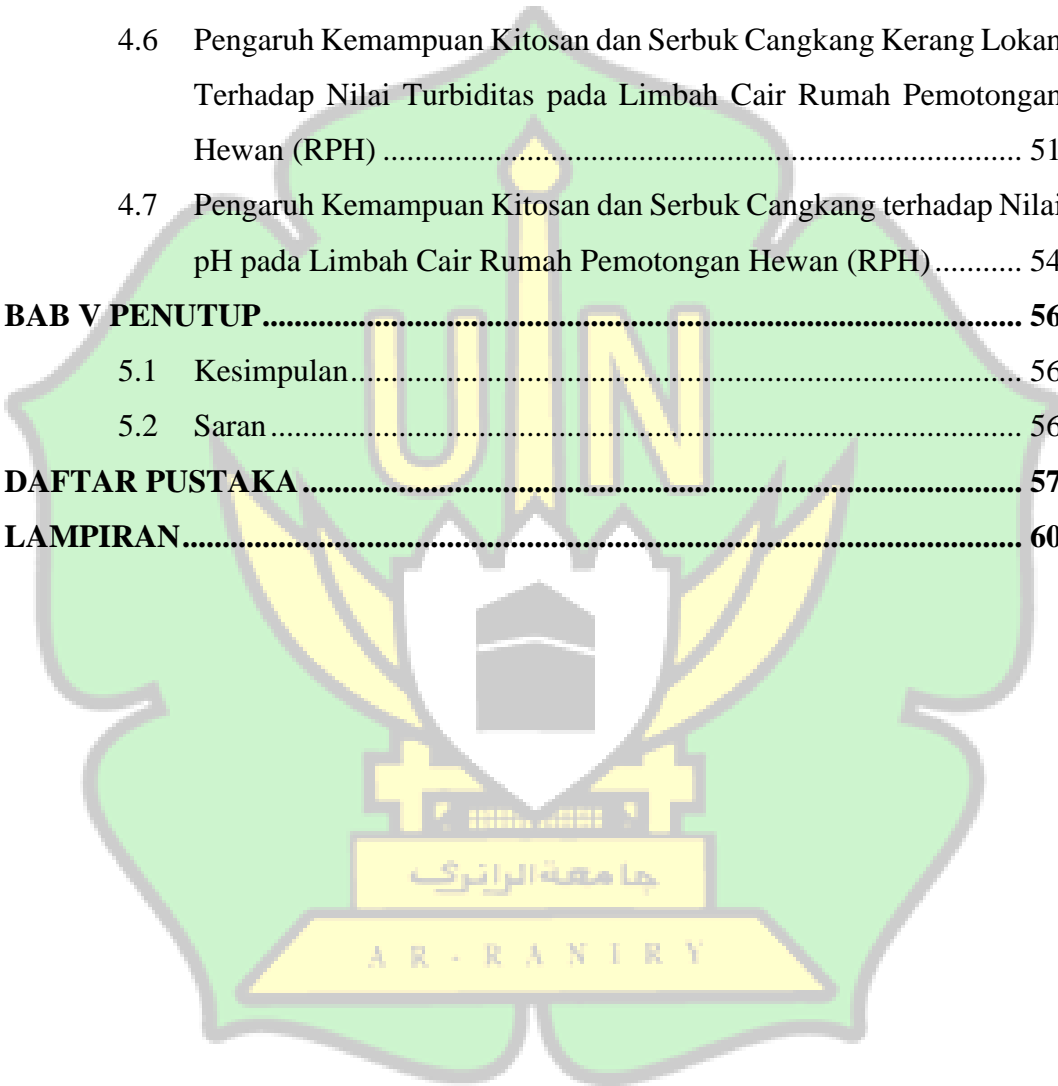 4.6 Pengaruh Kemampuan Kitosan dan Serbuk Cangkang Kerang Lokan
Terhadap Nilai Turbiditas pada Limbah Cair Rumah Pemotongan
Hewan (RPH) ................................................................................. 51
4.7 Pengaruh Kemampuan Kitosan dan Serbuk Cangkang terhadap Nilai
pH pada Limbah Cair Rumah Pemotongan Hewan (RPH) ........... 54
BAB V PENUTUP ................................................................................................ 56
5.1 Kesimpulan ........................................................................................................ 56
5.2 Saran ............................................................................................... 56
DAFTAR PUSTAKA ........................................................................................... 57
LAMPIRAN .......................................................................................................... 60
UIN
جامعة الرانري
AR-RANIRY